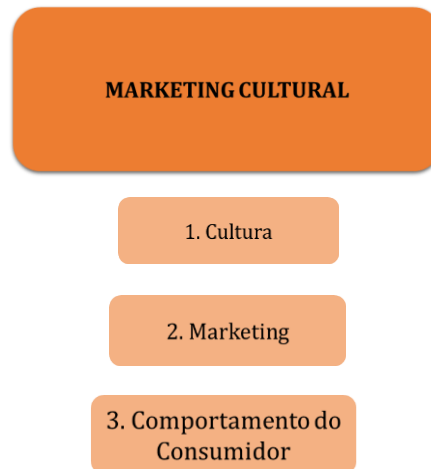 MARKETING CULTURAL
1. Cultura
2. Marketing
3. Comportamento do
Consumidor